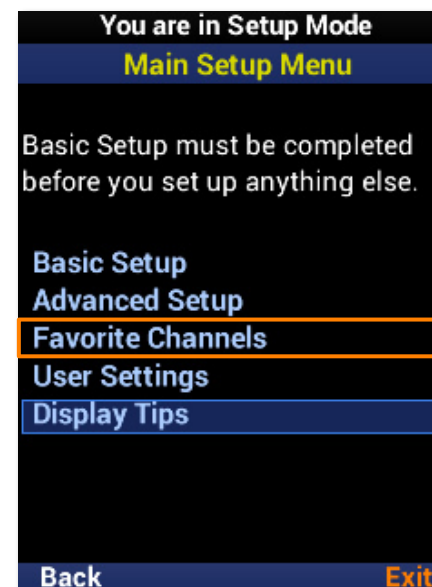 You are in Setup Mode
Main Setup Menu
Basic Setup must be completed
before you set up anything else.
Basic Setup
Advanced Setup
Favorite Channels
User Settings
Display Tips
Back Exit